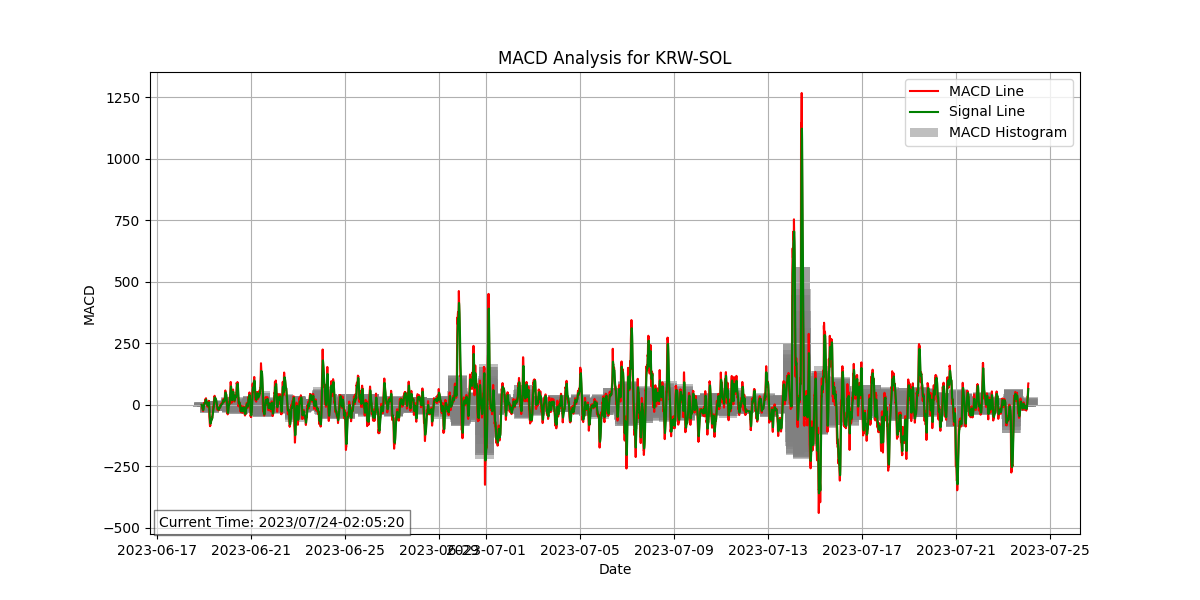 MACD Analysis for KRW-SOL
MACD Line
Signal Line
MACD Histogram
1250
1000
750
500
250
0
−250
−500
MACD
Current Time: 2023/07/24-02:05:20
2023-06-17 2023-06-21 2023-06-25 2023-06-29 2023-07-01 2023-07-05 2023-07-09 2023-07-13 2023-07-17 2023-07-21 2023-07-25
Date